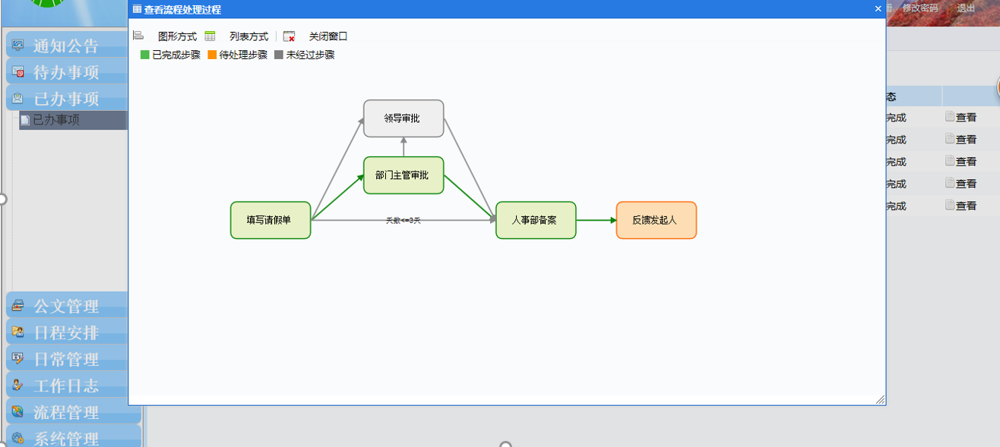 查看流程处理过程
修改密码 退出
图形方式 列表方式 关闭窗口
已完成步骤 待处理步骤 未经过步骤
通知公告
待办事项
已办事项
已办事项
公文管理
日程安排
日常管理
工作日志
流程管理
系统管理
领导审批
部门主管审批
填写请假单
天数<=3天
人事部备案
反馈发起人
态
完成 查看
完成 查看
完成 查看
完成 查看
完成 查看